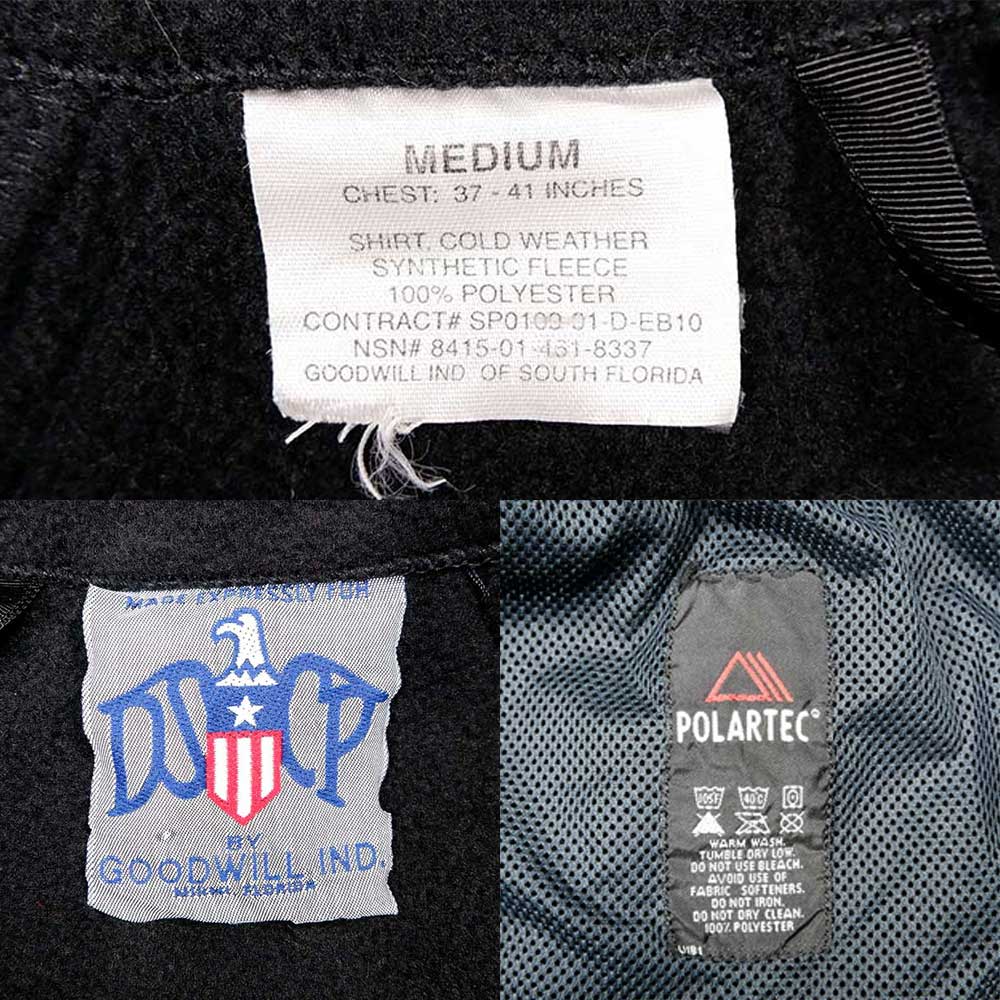 MEDIUM
CHEST: 37 - 41 INCHES
SHIRT, COLD WEATHER
SYNTHETIC FLEECE
100% POLYESTER
CONTRACT# SP0100-01-D-EB10
NSN# 8415-01-461-8337
GOODWILL IND. OF SOUTH FLORIDA
MADE EXPRESSLY FOR
DSCP
BY
GOODWILL IND.
MIAMI, FLORIDA
POLARTEC®
105F 40C
WARM WASH.
TUMBLE DRY LOW.
DO NOT USE BLEACH.
AVOID USE OF
FABRIC SOFTENERS.
DO NOT IRON.
DO NOT DRY CLEAN.
100% POLYESTER